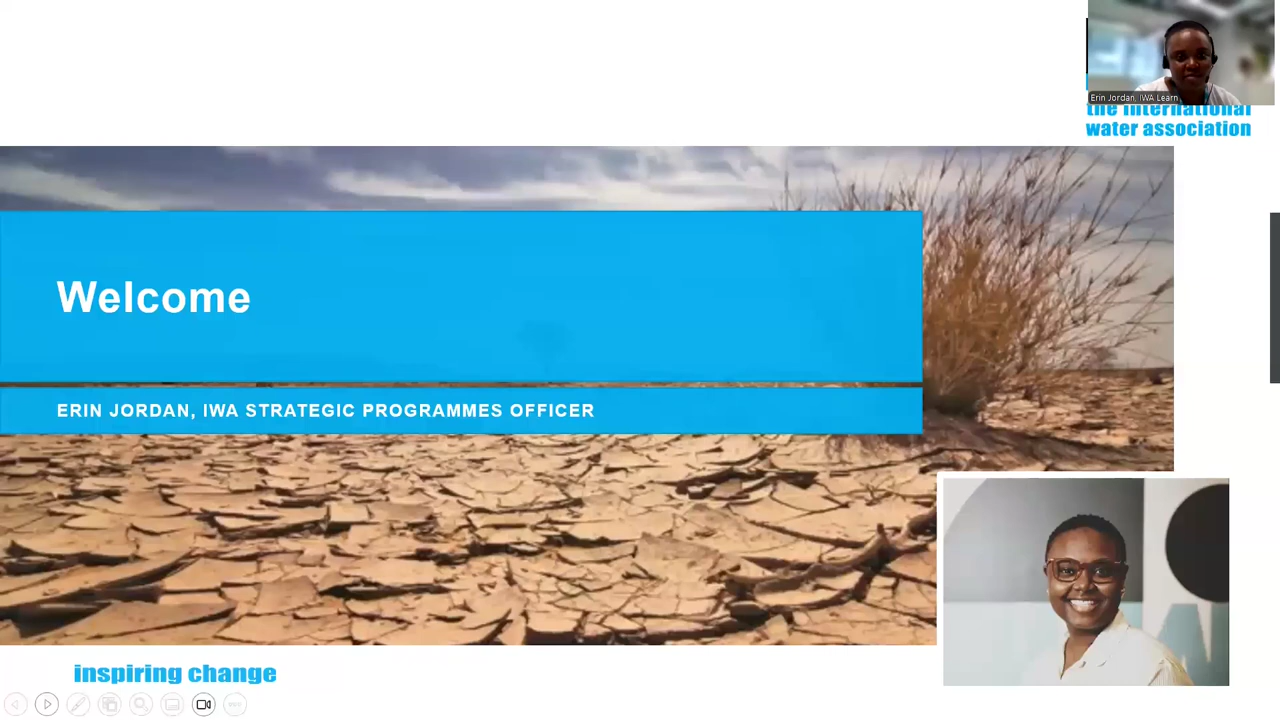 Erin Jordan, IWA Learn
the international
water association
Welcome
ERIN JORDAN, IWA STRATEGIC PROGRAMMES OFFICER
inspiring change